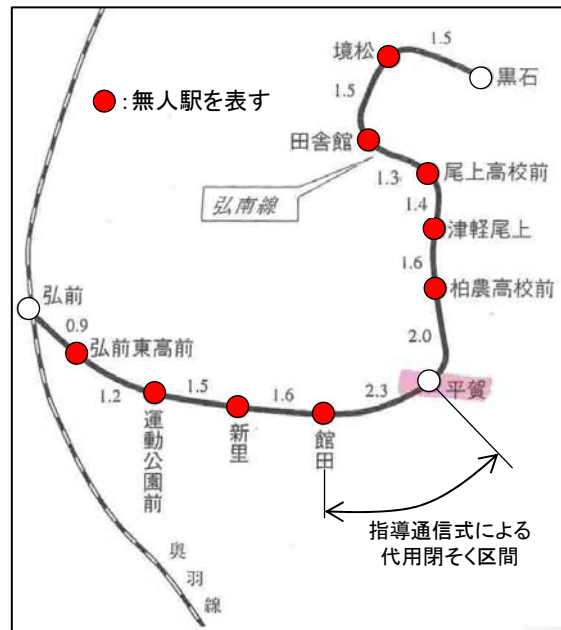 1.5
境松
黒石
：無人駅を表す
1.5
田舎館
1.3
尾上高校前
弘南線
1.4
津軽尾上
1.6
柏農高校前
弘前
2.0
0.9
弘前東高前
平賀
1.2
1.5
1.6
2.3
運動公園前
新里
館田
指導通信式による
代用閉そく区間
奥羽線